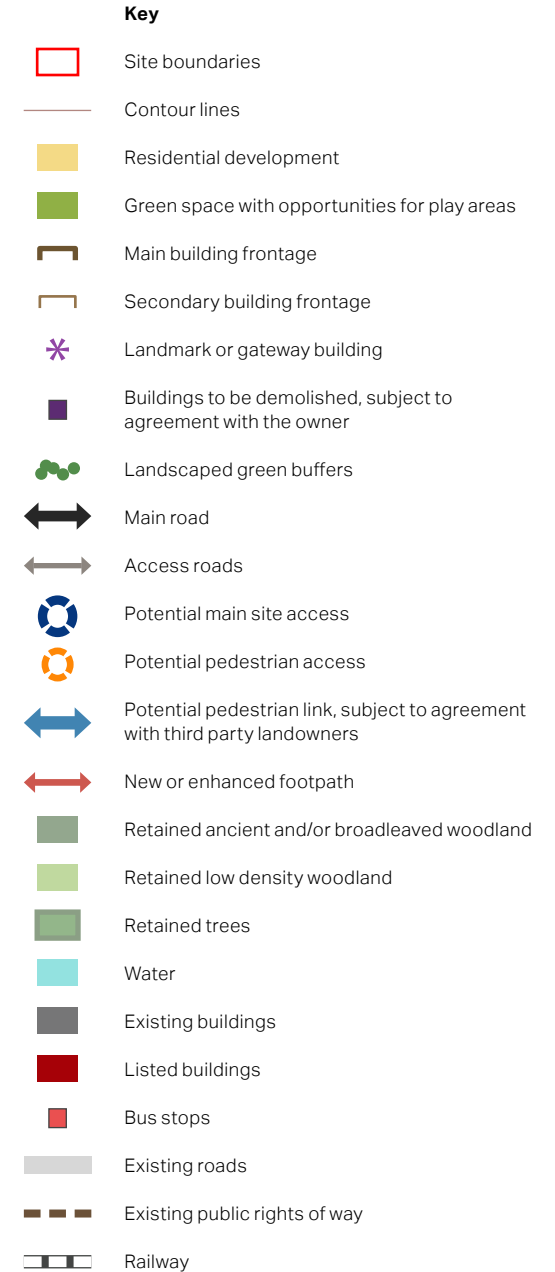 Key
Site boundaries
Contour lines
Residential development
Green space with opportunities for play areas
Main building frontage
Secondary building frontage
Landmark or gateway building
Buildings to be demolished, subject to
agreement with the owner
Landscaped green buffers
Main road
Access roads
Potential main site access
Potential pedestrian access
Potential pedestrian link, subject to agreement
with third party landowners
New or enhanced footpath
Retained ancient and/or broadleaved woodland
Retained low density woodland
Retained trees
Water
Existing buildings
Listed buildings
Bus stops
Existing roads
Existing public rights of way
Railway